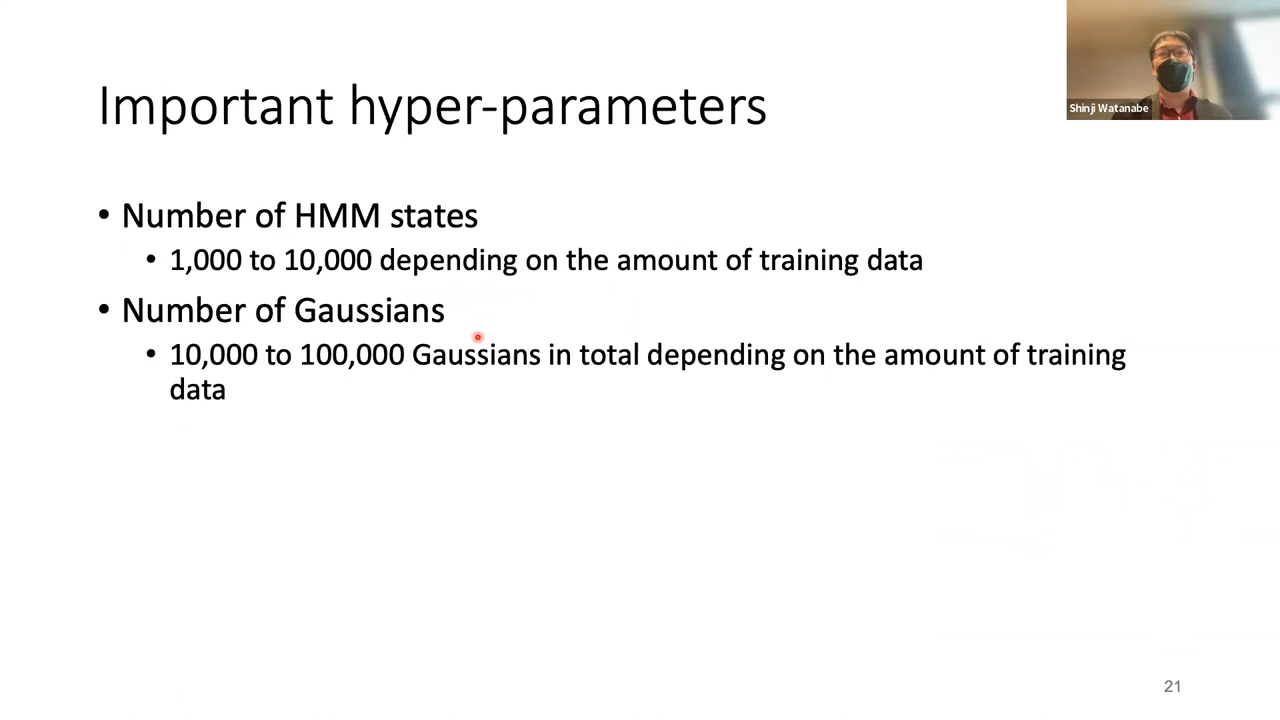 Shinji Watanabe
Important hyper-parameters
• Number of HMM states
• 1,000 to 10,000 depending on the amount of training data
• Number of Gaussians
• 10,000 to 100,000 Gaussians in total depending on the amount of training
data
21